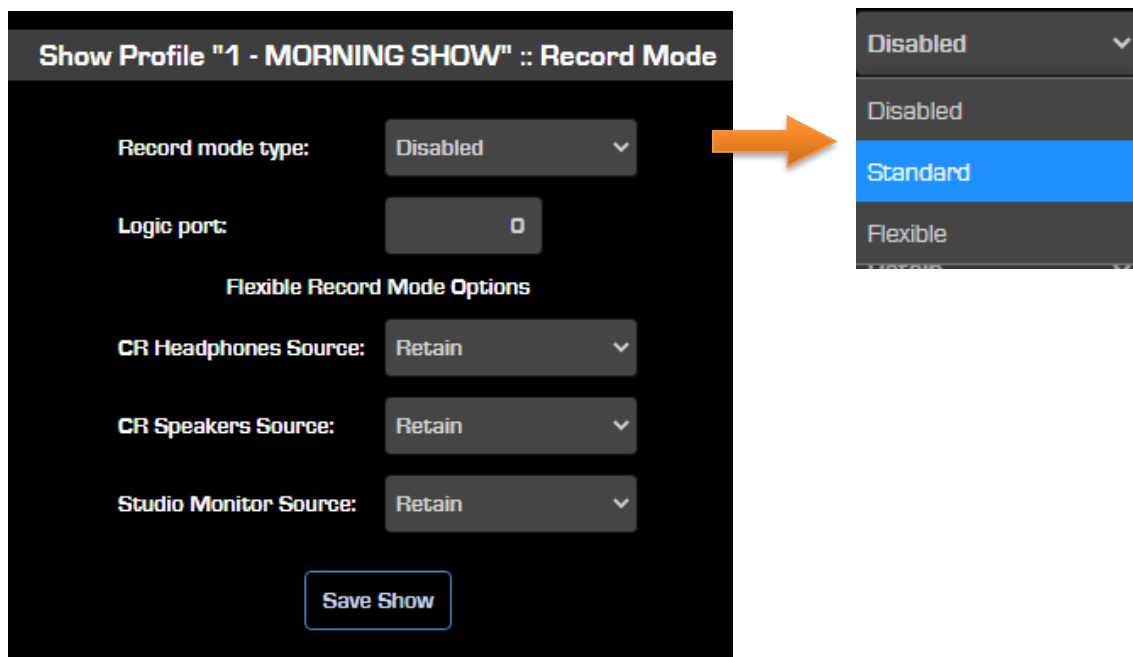 Show Profile "1 - MORNING SHOW" :: Record Mode
Record mode type: Disabled
Logic port: 0
Flexible Record Mode Options
CR Headphones Source: Retain
CR Speakers Source: Retain
Studio Monitor Source: Retain
Save Show
Disabled
Disabled
Standard
Flexible